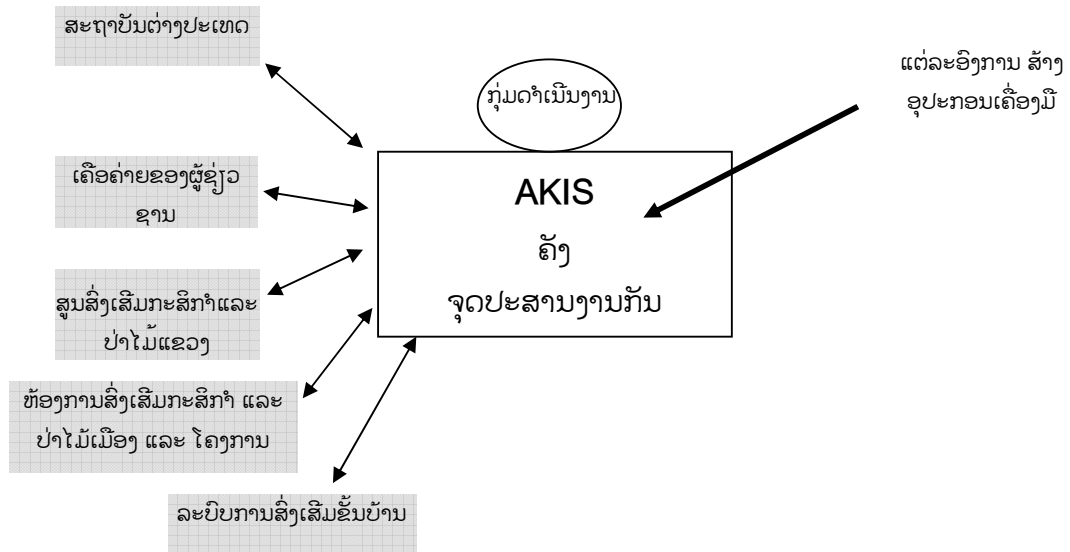 ສະຖາບັນຕ່າງປະເທດ
ແຕ່ລະອົງການ ສ້າງ
ອຸປະກອນເຄື່ອງມື
ກຸ່ມດຳເນີນງານ
ເຄືອຄ່າຍຂອງຜູ້ຊ່ຽວ
ຊານ
AKIS
ຄັງ
ຈຸດປະສານງານກັນ
ສູນສົ່ງເສີມກະສິກຳແລະ
ປ່າໄມ້ແຂວງ
ຫ້ອງການສົ່ງເສີມກະສິກຳ ແລະ
ປ່າໄມ້ເມືອງ ແລະ ໂຄງການ
ລະບົບການສົ່ງເສີມຂັ້ນບ້ານ